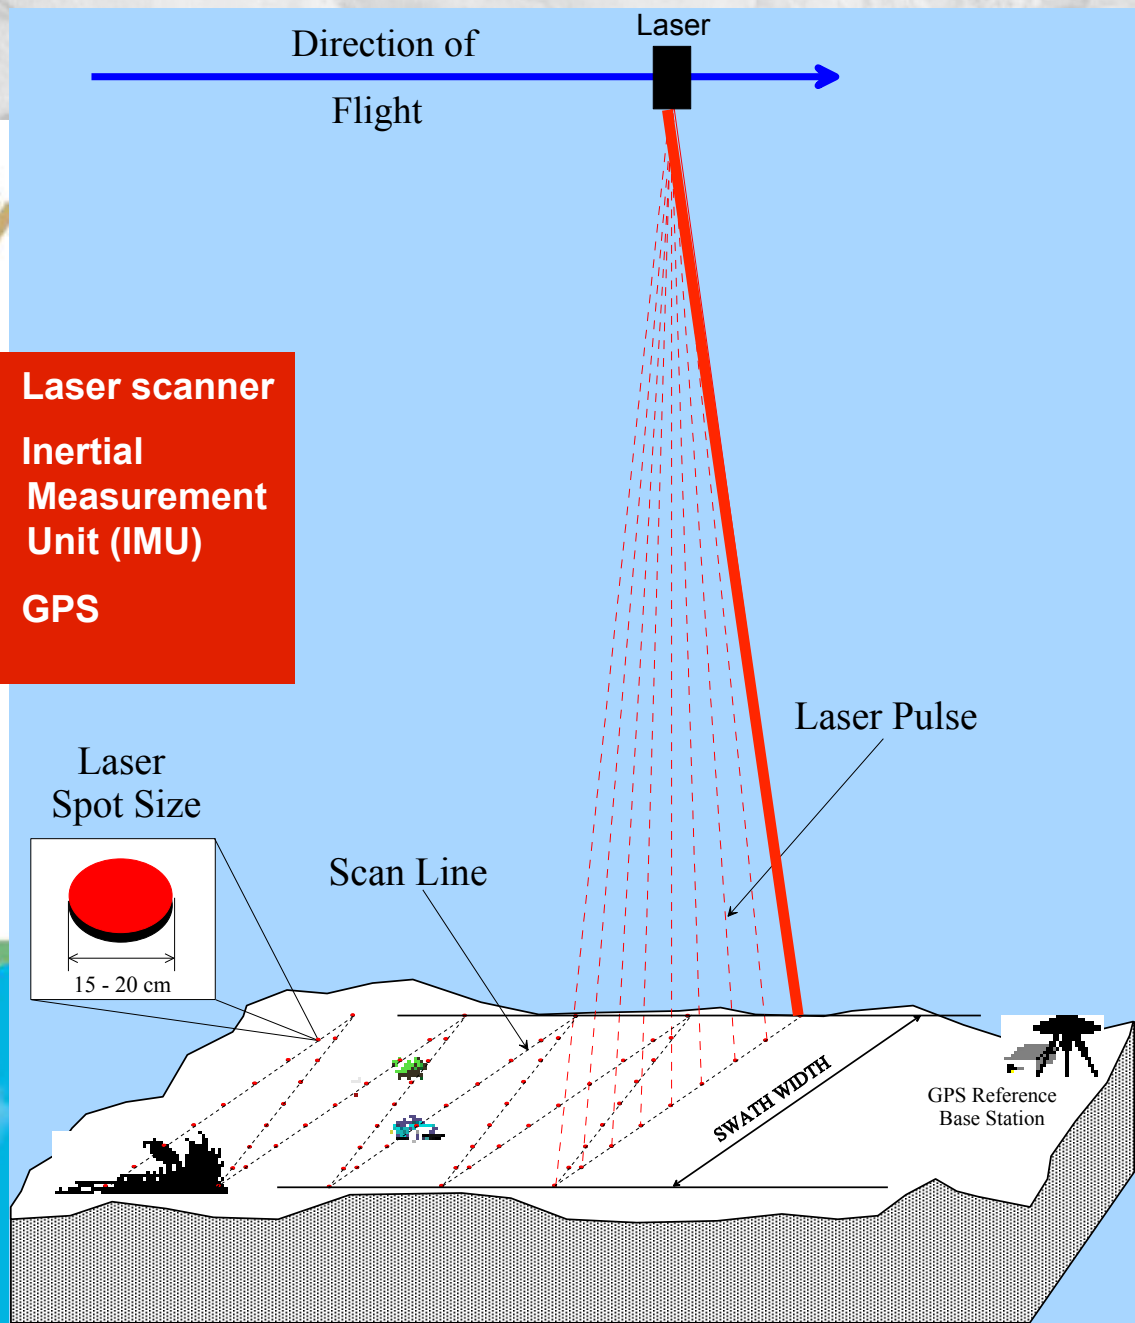 Laser
Direction of
Flight
Laser scanner
Inertial
Measurement
Unit (IMU)
GPS
Laser Pulse
Laser
Spot Size
Scan Line
15 - 20 cm
SWATH WIDTH
GPS Reference
Base Station